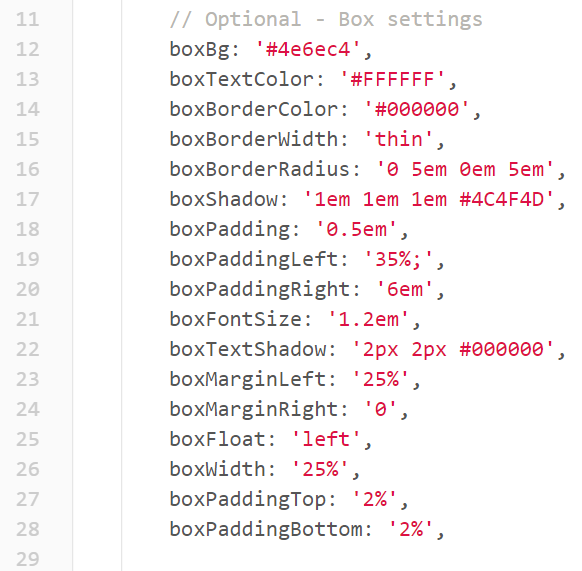 11 // Optional - Box settings
12 boxBg: '#4e6ec4',
13 boxTextColor: '#FFFFFF',
14 boxBorderColor: '#000000',
15 boxBorderWidth: 'thin',
16 boxBorderRadius: '0 5em 0em 5em',
17 boxShadow: '1em 1em 1em #4C4F4D',
18 boxPadding: '0.5em',
19 boxPaddingLeft: '35%;',
20 boxPaddingRight: '6em',
21 boxFontSize: '1.2em',
22 boxTextShadow: '2px 2px #000000',
23 boxMarginLeft: '25%',
24 boxMarginRight: '0',
25 boxFloat: 'left',
26 boxWidth: '25%',
27 boxPaddingTop: '2%',
28 boxPaddingBottom: '2%',
29